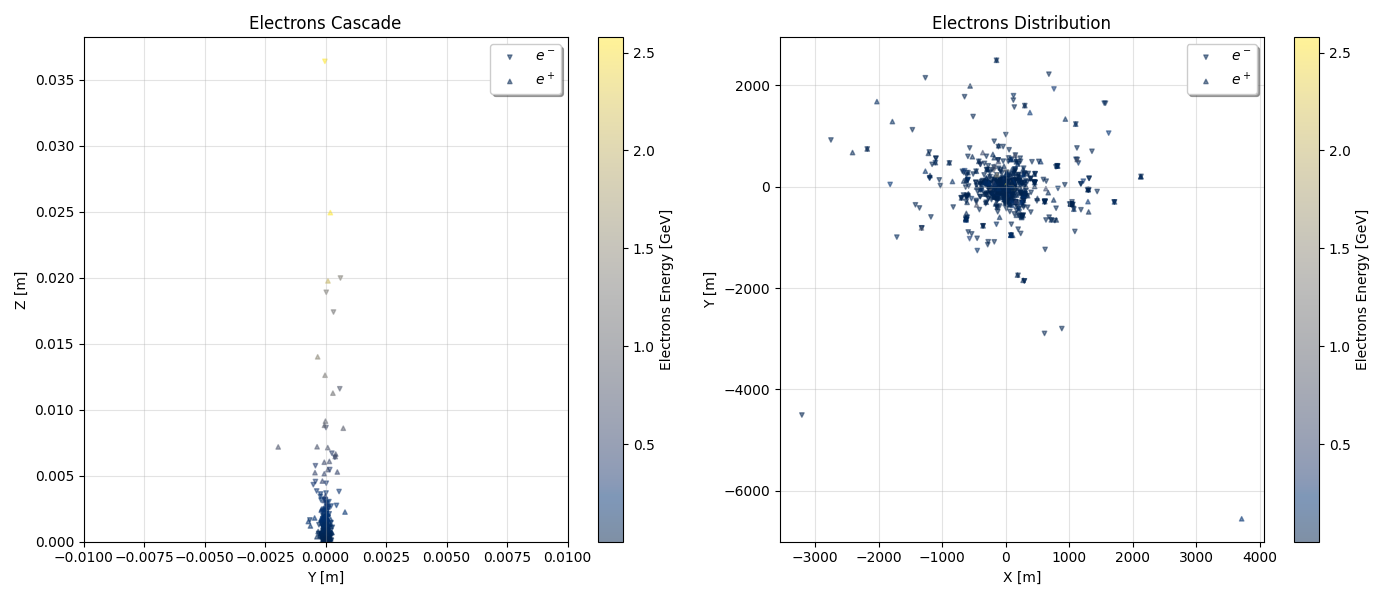 Electrons Cascade
e⁻
e⁺
0.035
0.030
0.025
0.020
0.015
0.010
0.005
0.000
Z [m]
−0.0100 −0.0075 −0.0050 −0.0025 0.0000 0.0025 0.0050 0.0075 0.0100
Y [m]
2.5
2.0
1.5
1.0
0.5
Electrons Energy [GeV]
Electrons Distribution
e⁻
e⁺
2000
0
−2000
−4000
−6000
Y [m]
−3000 −2000 −1000 0 1000 2000 3000 4000
X [m]
2.5
2.0
1.5
1.0
0.5
Electrons Energy [GeV]